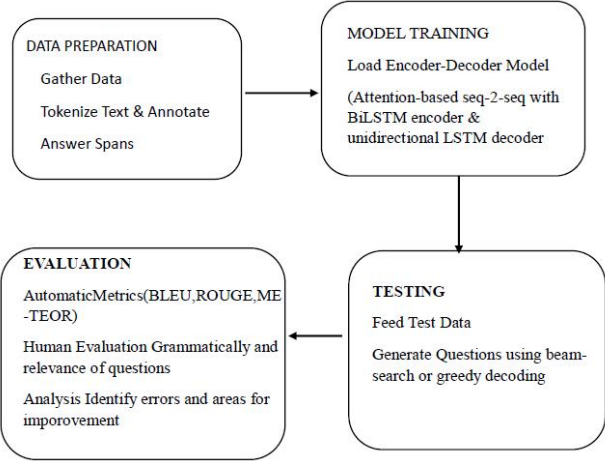 DATA PREPARATION
Gather Data
Tokenize Text & Annotate
Answer Spans
MODEL TRAINING
Load Encoder-Decoder Model
(Attention-based seq-2-seq with
BiLSTM encoder &
unidirectional LSTM decoder
TESTING
Feed Test Data
Generate Questions using beam-
search or greedy decoding
EVALUATION
AutomaticMetrics(BLEU,ROUGE,ME
-TEOR)
Human Evaluation Grammatically and
relevance of questions
Analysis Identify errors and areas for
imporovement